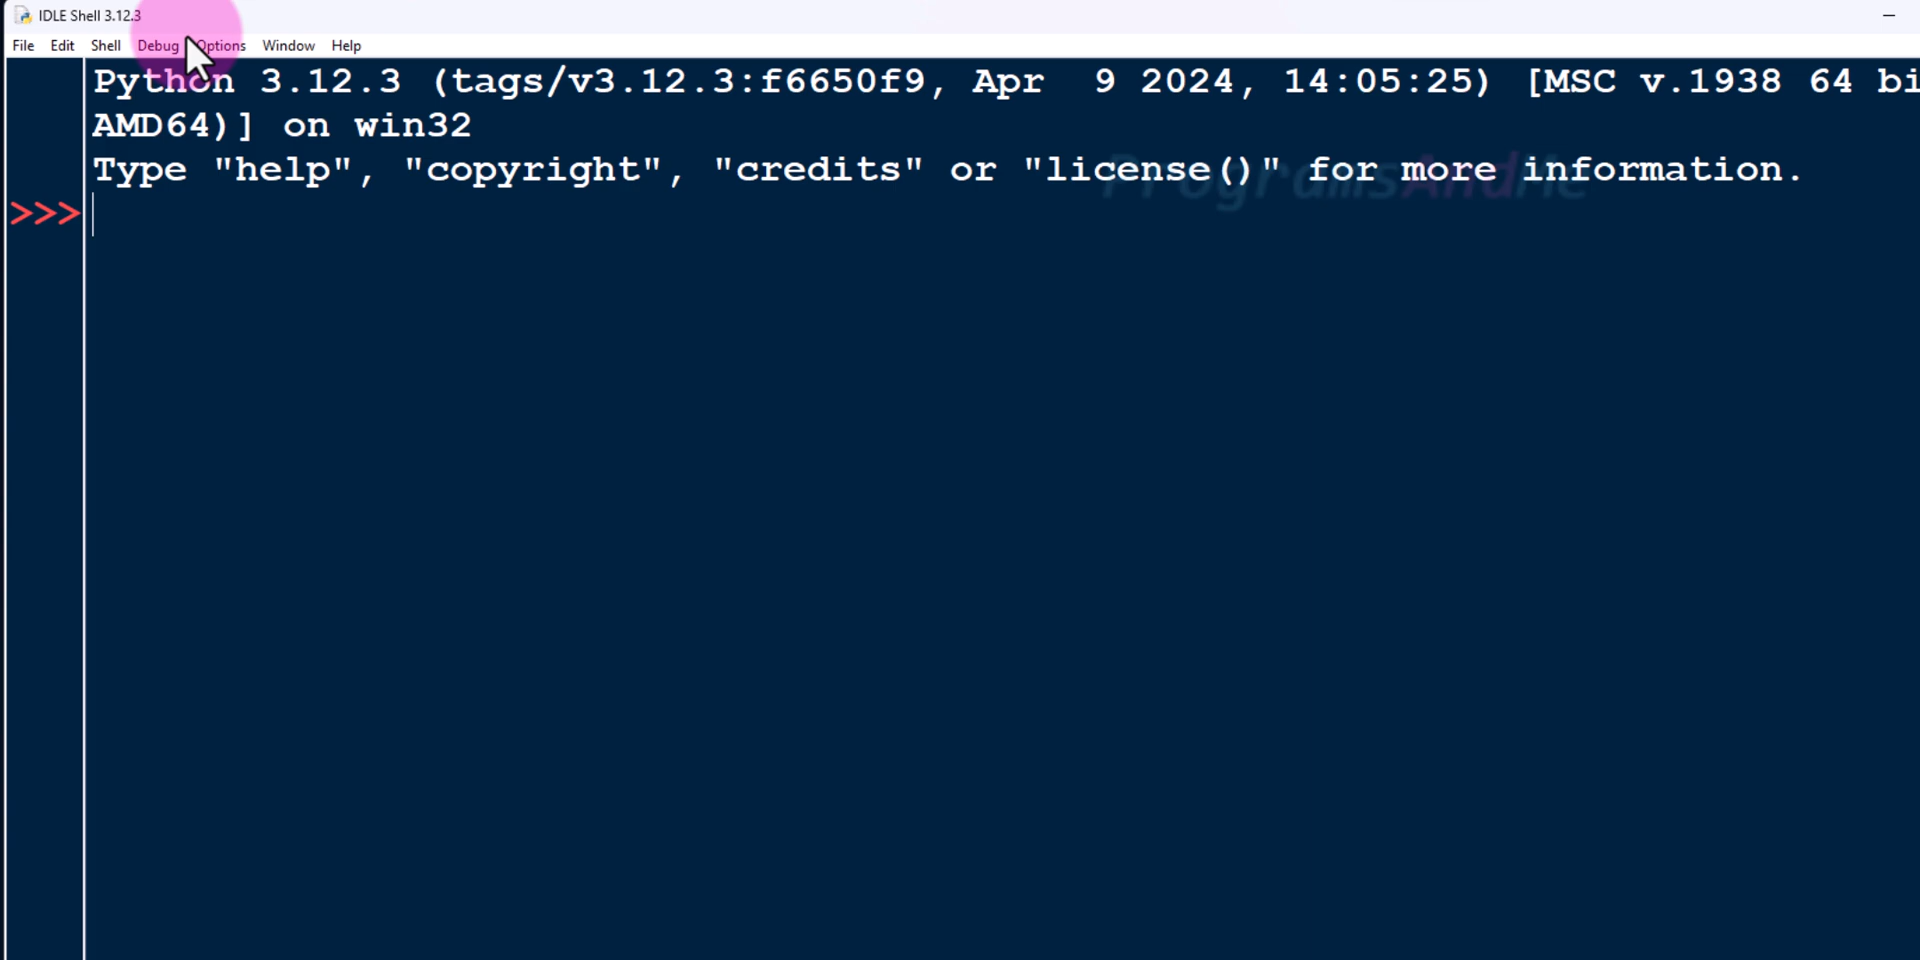 IDLE Shell 3.12.3
File Edit Shell Debug Options Window Help
Python 3.12.3 (tags/v3.12.3:f6650f9, Apr  9 2024, 14:05:25) [MSC v.1938 64 bi
AMD64)] on win32
Type "help", "copyright", "credits" or "license()" for more information.
ProgramsAndMe
>>>